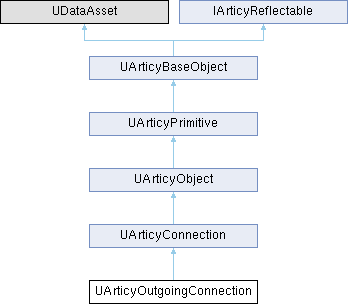 UDataAsset
IArticyReflectable
UArticyBaseObject
UArticyPrimitive
UArticyObject
UArticyConnection
UArticyOutgoingConnection